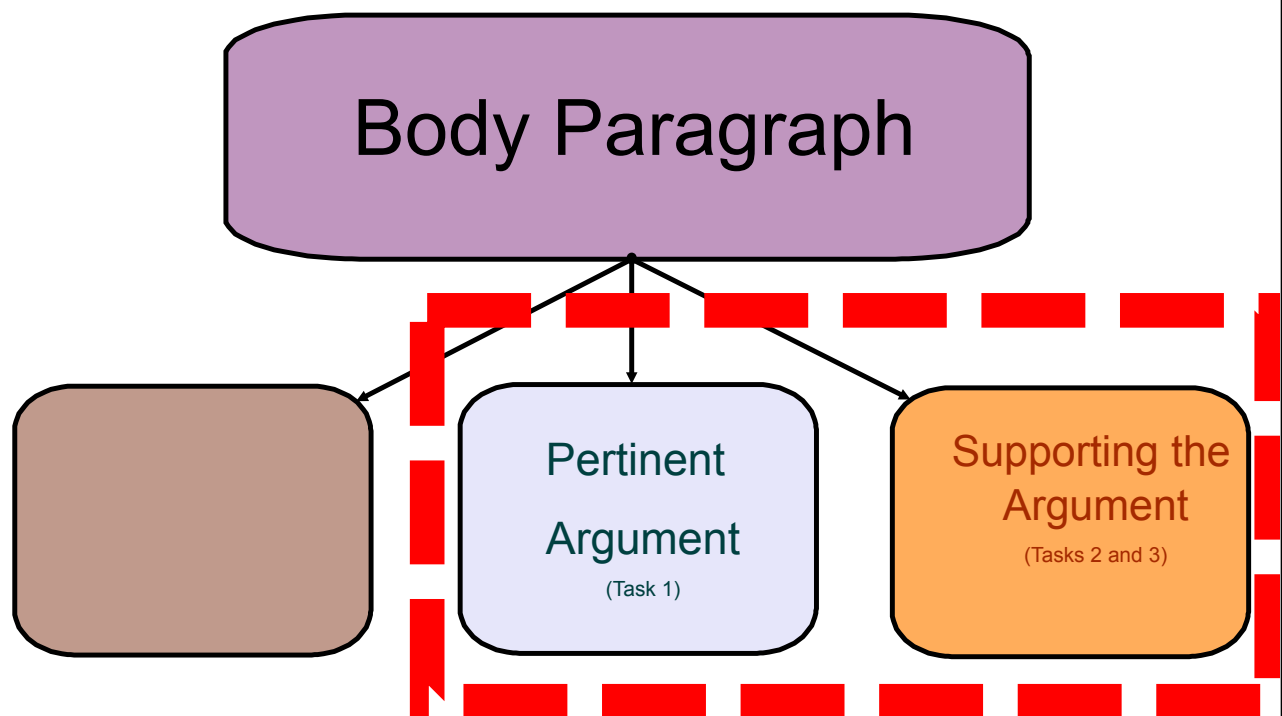 Body Paragraph
Pertinent
Argument
(Task 1)
Supporting the
Argument
(Tasks 2 and 3)